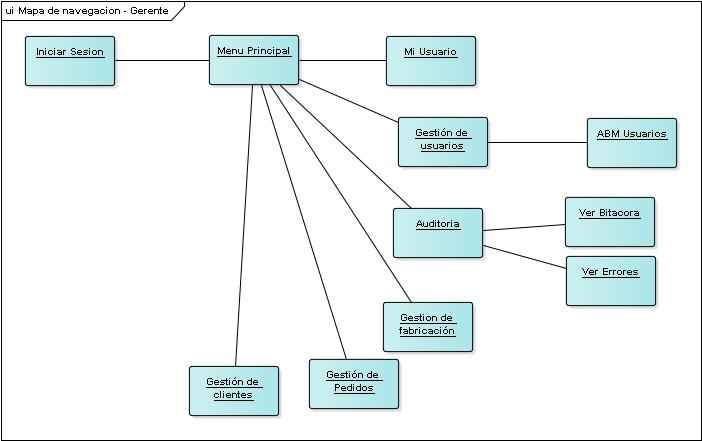 ui Mapa de navegacion - Gerente
Iniciar Sesion
Menu Principal
Mi Usuario
Gestión de
usuarios
ABM Usuarios
Auditoria
Ver Bitacora
Ver Errores
Gestion de
fabricación
Gestión de
Pedidos
Gestión de
clientes